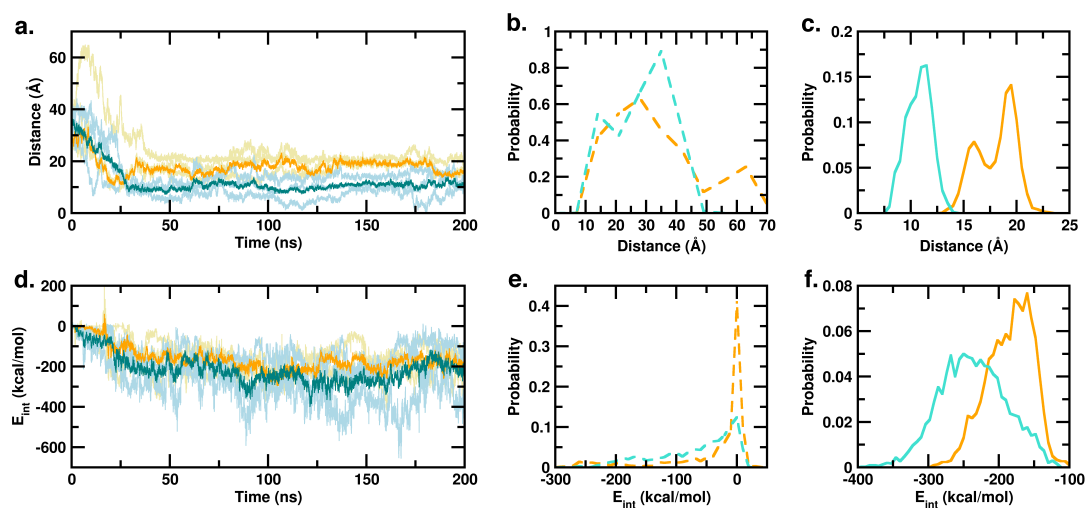 a.
60
40
20
0
Distance (Å)
0 50 100 150 200
Time (ns)
b.
1
0.8
0.6
0.4
0.2
0
Probability
0 10 20 30 40 50 60 70
Distance (Å)
c.
0.2
0.15
0.10
0.05
0
Probability
5 10 15 20 25
Distance (Å)
d.
200
0
-200
-400
-600
E_int (kcal/mol)
0 50 100 150 200
Time (ns)
e.
0.4
0.3
0.2
0.1
0
Probability
-300 -200 -100 0
E_int (kcal/mol)
f.
0.08
0.06
0.04
0.02
0
Probability
-400 -300 -200 -100
E_int (kcal/mol)